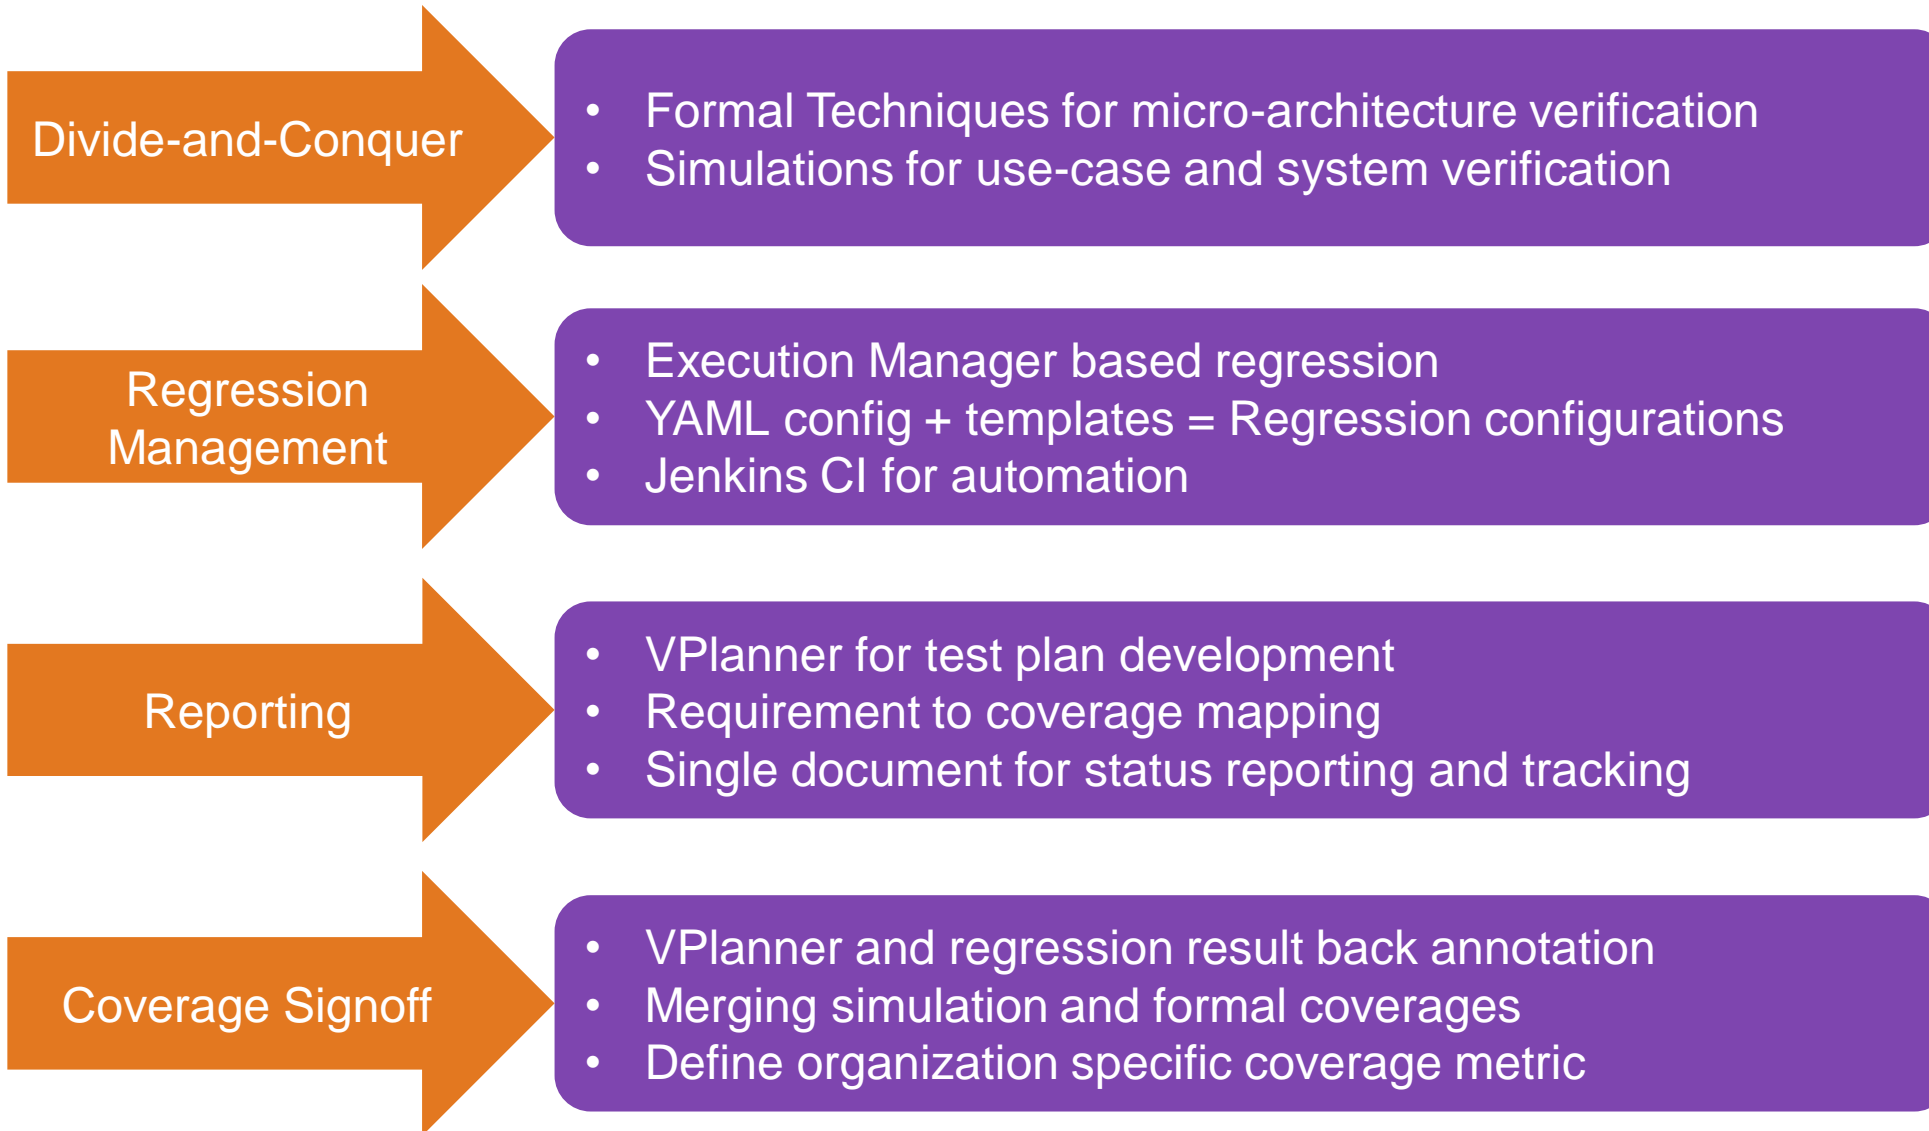 Divide-and-Conquer
• Formal Techniques for micro-architecture verification
• Simulations for use-case and system verification
Regression
Management
• Execution Manager based regression
• YAML config + templates = Regression configurations
• Jenkins CI for automation
Reporting
• VPlanner for test plan development
• Requirement to coverage mapping
• Single document for status reporting and tracking
Coverage Signoff
• VPlanner and regression result back annotation
• Merging simulation and formal coverages
• Define organization specific coverage metric